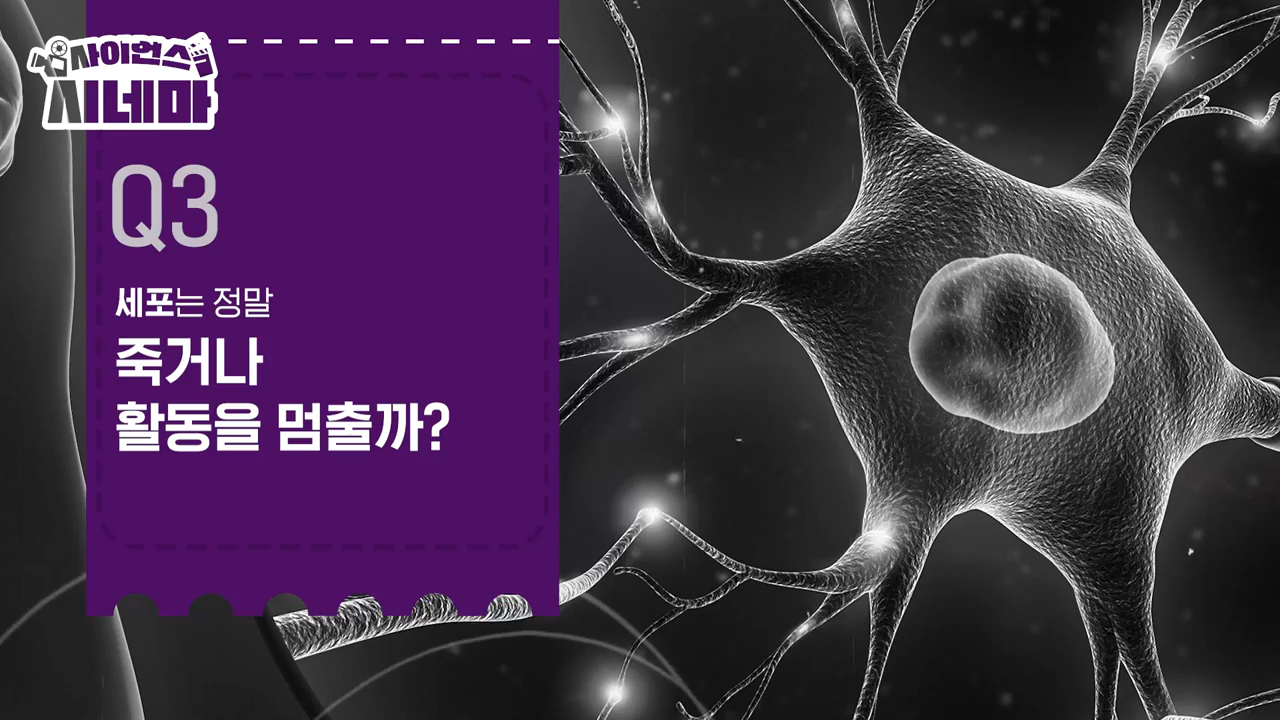 사이언스
시네마
Q3
세포는 정말
죽거나
활동을 멈출까?